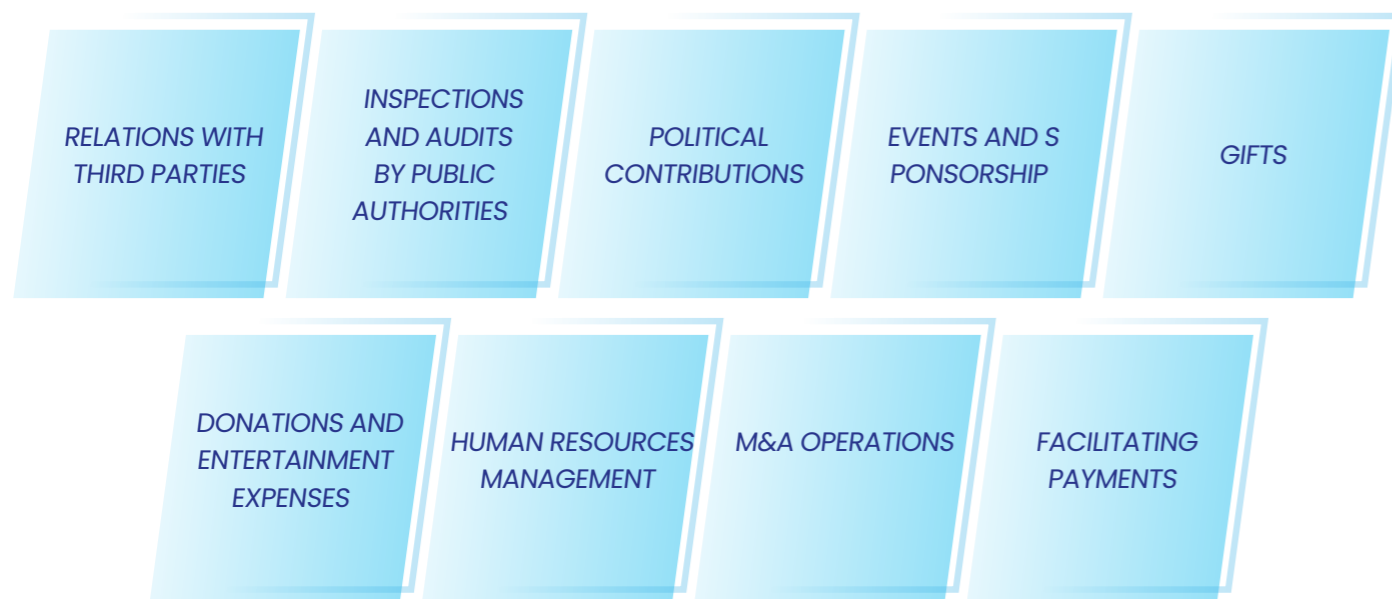 RELATIONS WITH
THIRD PARTIES
INSPECTIONS
AND AUDITS
BY PUBLIC
AUTHORITIES
POLITICAL
CONTRIBUTIONS
EVENTS AND S
PONSORSHIP
GIFTS
DONATIONS AND
ENTERTAINMENT
EXPENSES
HUMAN RESOURCES
MANAGEMENT
M&A OPERATIONS
FACILITATING
PAYMENTS